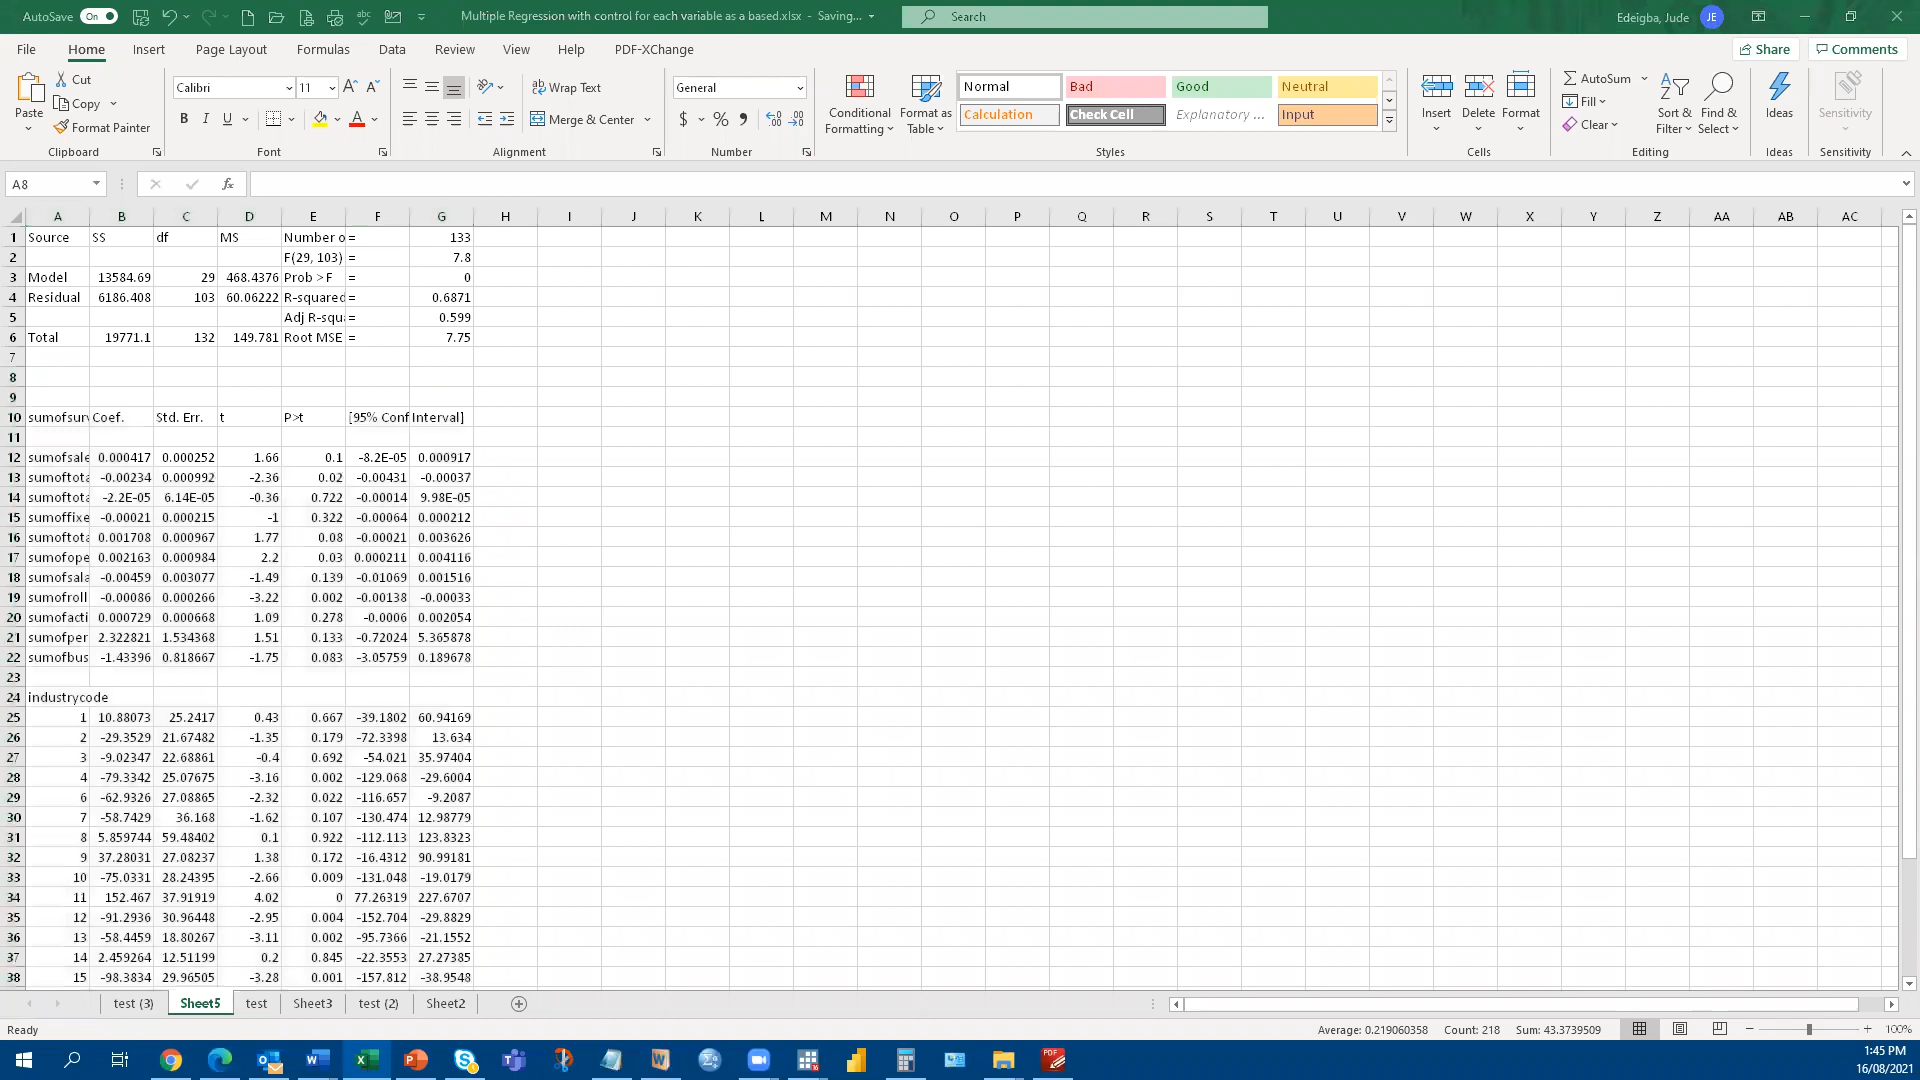 AutoSave On Multiple Regression with control for each variable as a based.xlsx - Saving... Search Edeigba, Jude JE
File Home Insert Page Layout Formulas Data Review View Help PDF-XChange Share Comments
Paste Cut Copy Format Painter Clipboard
Calibri 11 A A B I U A Font
ab Wrap Text Merge & Center Alignment
General $ % Number
Conditional Formatting Format as Table Normal Bad Good Neutral Calculation Check Cell Explanatory ... Input Styles
Insert Delete Format Cells
AutoSum Fill Clear Sort & Filter Find & Select Editing
Ideas Ideas Sensitivity Sensitivity
A8 fx
A B C D E F G H I J K L M N O P Q R S T U V W X Y Z AA AB AC
1 Source SS df MS Number o = 133
2 F(29, 103) = 7.8
3 Model 13584.69 29 468.4376 Prob > F = 0
4 Residual 6186.408 103 60.06222 R-squared = 0.6871
5 Adj R-squ = 0.599
6 Total 19771.1 132 149.781 Root MSE = 7.75
7
8
9
10 sumofsurv Coef. Std. Err. t P>t [95% Conf Interval]
11
12 sumofsale 0.000417 0.000252 1.66 0.1 -8.2E-05 0.000917
13 sumoftota -0.00234 0.000992 -2.36 0.02 -0.00431 -0.00037
14 sumoftota -2.2E-05 6.14E-05 -0.36 0.722 -0.00014 9.98E-05
15 sumoffixe -0.00021 0.000215 -1 0.322 -0.00064 0.000212
16 sumoftota 0.001708 0.000967 1.77 0.08 -0.00021 0.003626
17 sumofope 0.002163 0.000984 2.2 0.03 0.000211 0.004116
18 sumofsala -0.00459 0.003077 -1.49 0.139 -0.01069 0.001516
19 sumofroll -0.00086 0.000266 -3.22 0.002 -0.00138 -0.00033
20 sumofacti 0.000729 0.000668 1.09 0.278 -0.0006 0.002054
21 sumofper 2.322821 1.534368 1.51 0.133 -0.72024 5.365878
22 sumofbus -1.43396 0.818667 -1.75 0.083 -3.05759 0.189678
23
24 industrycode
25 1 10.88073 25.2417 0.43 0.667 -39.1802 60.94169
26 2 -29.3529 21.67482 -1.35 0.179 -72.3398 13.634
27 3 -9.02347 22.68861 -0.4 0.692 -54.021 35.97404
28 4 -79.3342 25.07675 -3.16 0.002 -129.068 -29.6004
29 6 -62.9326 27.08865 -2.32 0.022 -116.657 -9.2087
30 7 -58.7429 36.168 -1.62 0.107 -130.474 12.98779
31 8 5.859744 59.48402 0.1 0.922 -112.113 123.8323
32 9 37.28031 27.08237 1.38 0.172 -16.4312 90.99181
33 10 -75.0331 28.24395 -2.66 0.009 -131.048 -19.0179
34 11 152.467 37.91919 4.02 0 77.26319 227.6707
35 12 -91.2936 30.96448 -2.95 0.004 -152.704 -29.8829
36 13 -58.4459 18.80267 -3.11 0.002 -95.7366 -21.1552
37 14 2.459264 12.51199 0.2 0.845 -22.3553 27.27385
38 15 -98.3834 29.96505 -3.28 0.001 -157.812 -38.9548
test (3) Sheet5 test Sheet3 test (2) Sheet2
Ready Average: 0.219060358 Count: 218 Sum: 43.3739509 100%
1:45 PM
16/08/2021